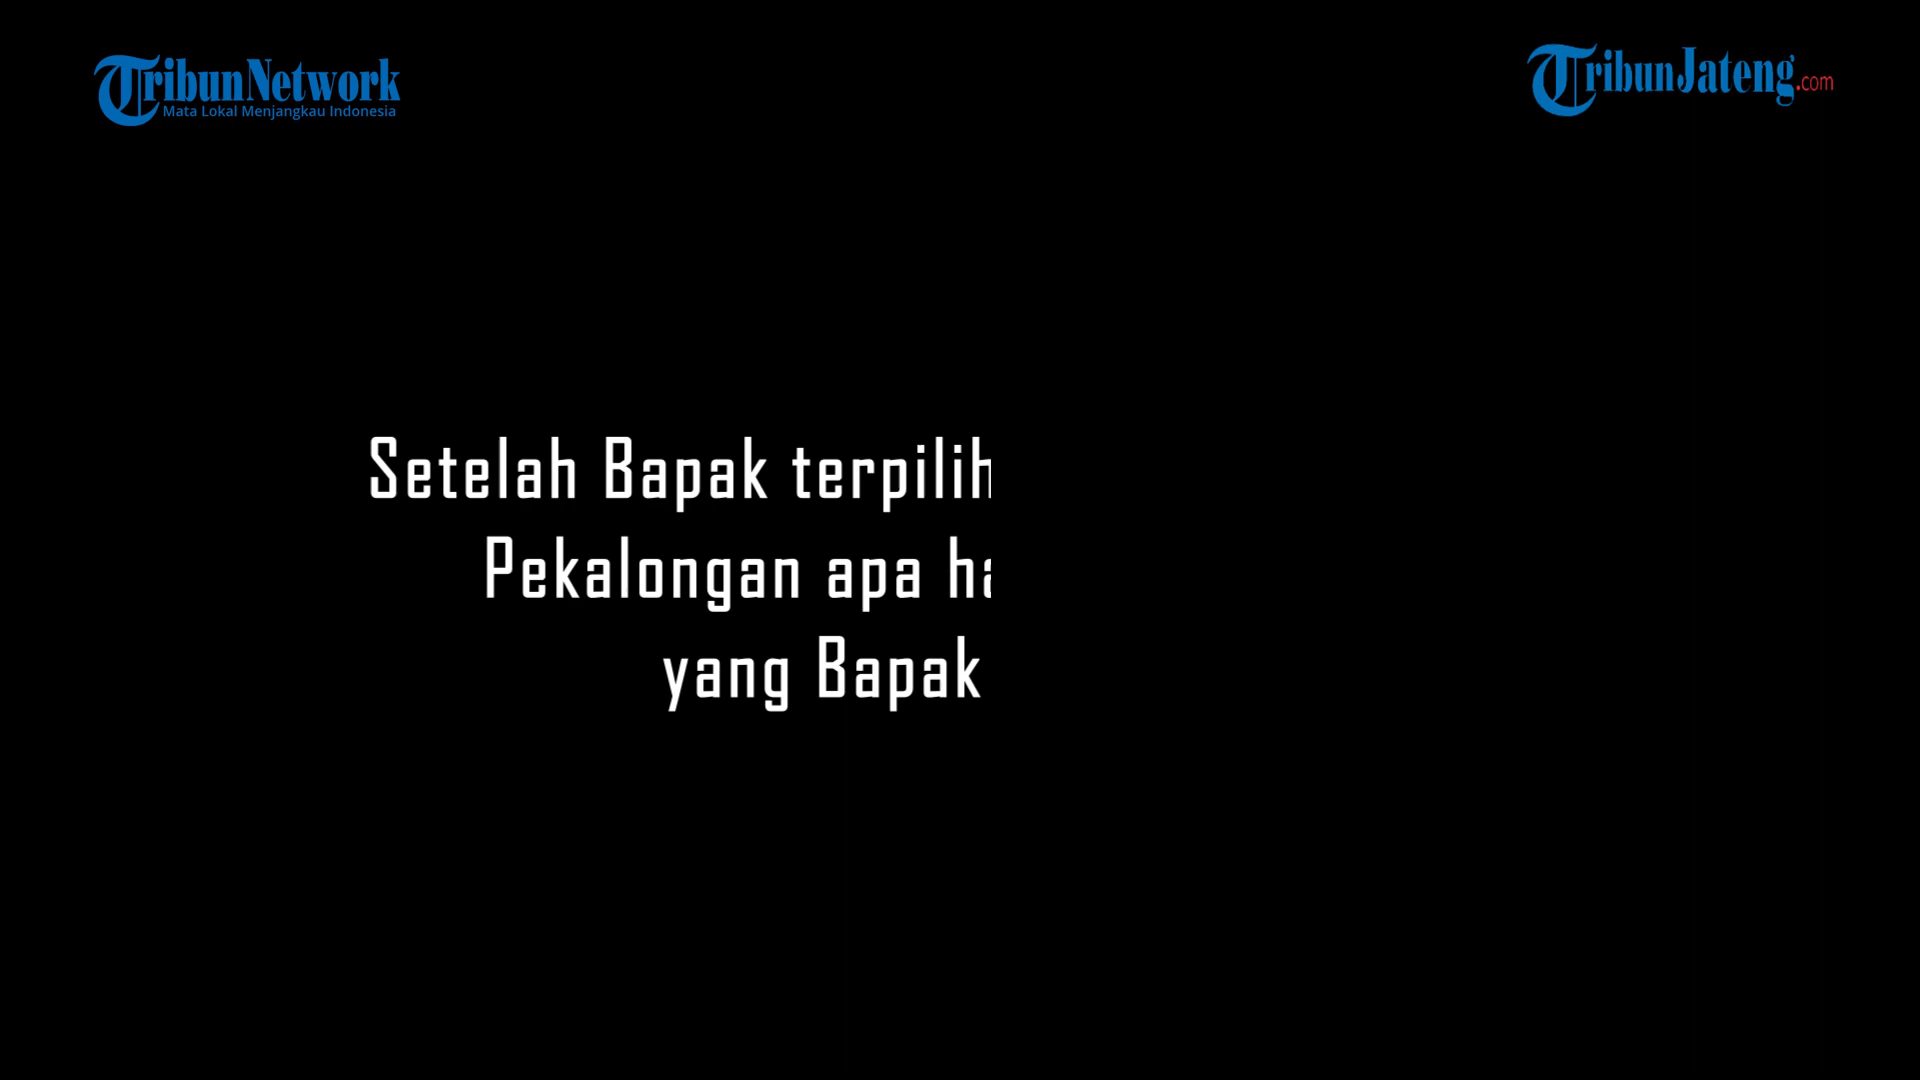 TribunNetwork
Mata Lokal Menjangkau Indonesia
TribunJateng.com
Setelah Bapak terpilih
Pekalongan apa
yang Bapak